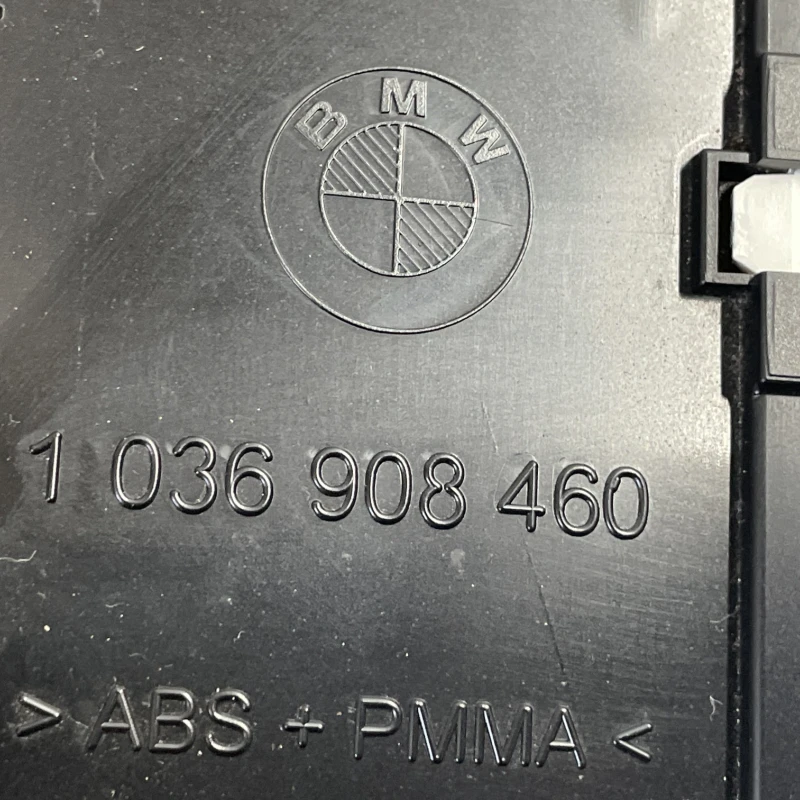 BMW
1 036 908 460
> ABS + PMMA <